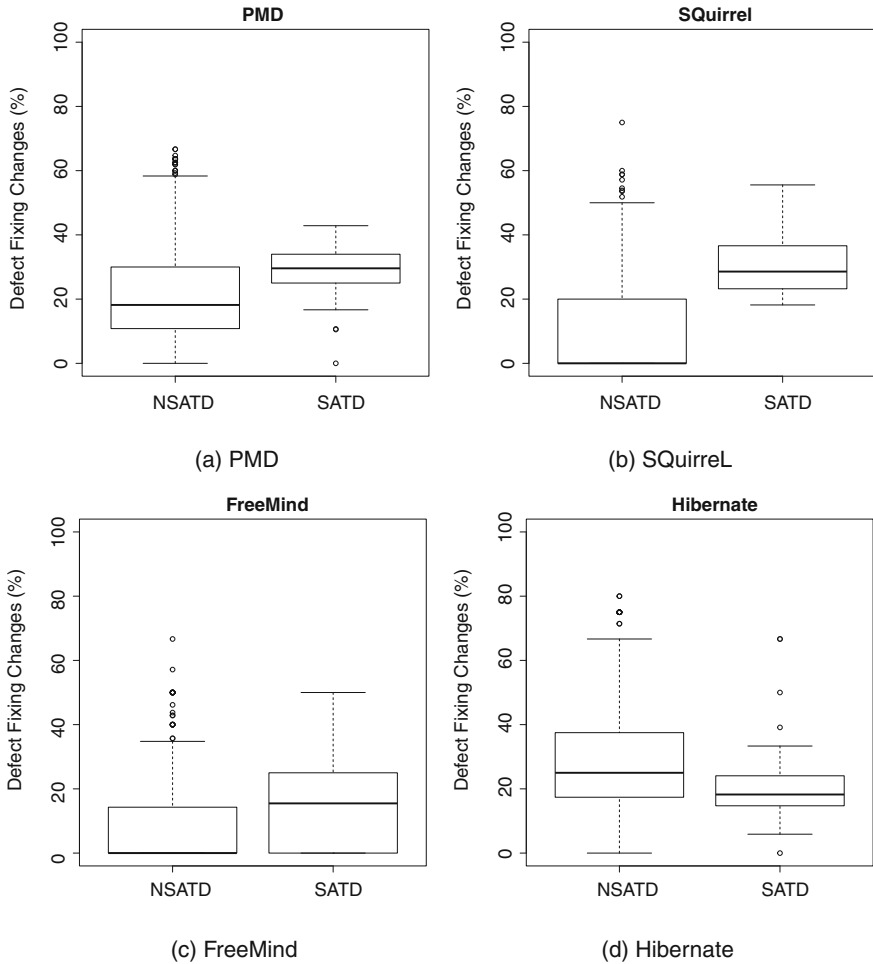 PMD
Defect Fixing Changes (%)
0
20
40
60
80
100
NSATD
SATD
(a) PMD
SQuirrel
Defect Fixing Changes (%)
0
20
40
60
80
100
NSATD
SATD
(b) SQuirreL
FreeMind
Defect Fixing Changes (%)
0
20
40
60
80
100
NSATD
SATD
(c) FreeMind
Hibernate
Defect Fixing Changes (%)
0
20
40
60
80
100
NSATD
SATD
(d) Hibernate